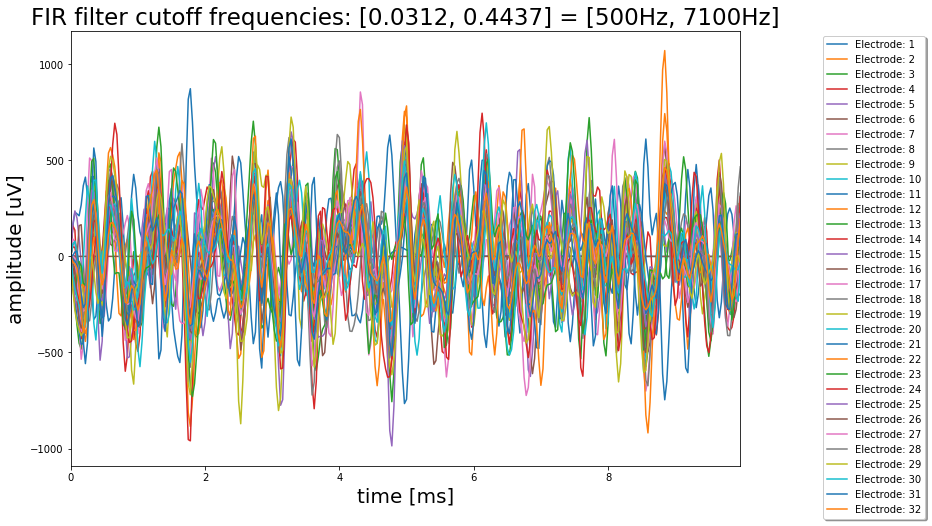 FIR filter cutoff frequencies: [0.0312, 0.4437] = [500Hz, 7100Hz]
amplitude [uV]
1000
500
0
−500
−1000
0
2
4
6
8
time [ms]
Electrode: 1
Electrode: 2
Electrode: 3
Electrode: 4
Electrode: 5
Electrode: 6
Electrode: 7
Electrode: 8
Electrode: 9
Electrode: 10
Electrode: 11
Electrode: 12
Electrode: 13
Electrode: 14
Electrode: 15
Electrode: 16
Electrode: 17
Electrode: 18
Electrode: 19
Electrode: 20
Electrode: 21
Electrode: 22
Electrode: 23
Electrode: 24
Electrode: 25
Electrode: 26
Electrode: 27
Electrode: 28
Electrode: 29
Electrode: 30
Electrode: 31
Electrode: 32